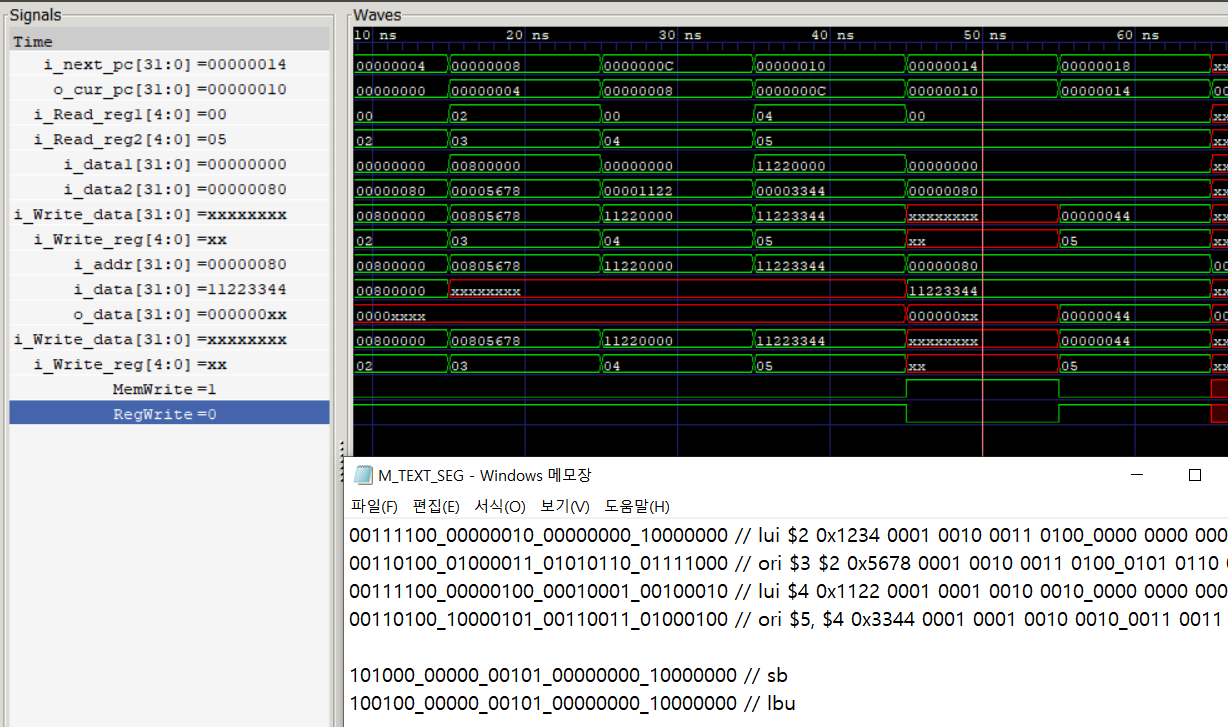 Signals
Waves
Time
10 ns 20 ns 30 ns 40 ns 50 ns 60 ns
i_next_pc[31:0] =00000014 00000004 00000008 0000000C 00000010 00000014 00000018 xx
o_cur_pc[31:0] =00000010 00000000 00000004 00000008 0000000C 00000010 00000014 00
i_Read_reg1[4:0] =00 00 02 00 04 00 xx
i_Read_reg2[4:0] =05 02 03 04 05 xx
i_data1[31:0] =00000000 00000000 00800000 00000000 11220000 00000000 xx
i_data2[31:0] =00000080 00000080 00005678 00001122 00003344 00000080 xx
i_Write_data[31:0] =xxxxxxxx 00800000 00805678 11220000 11223344 xxxxxxxx 00000044 xx
i_Write_reg[4:0] =xx 02 03 04 05 xx 05 xx
i_addr[31:0] =00000080 00800000 00805678 11220000 11223344 00000080 00
i_data[31:0] =11223344 00800000 xxxxxxxx 11223344 xx
o_data[31:0] =000000xx 0000xxxx 000000xx 00000044 00
i_Write_data[31:0] =xxxxxxxx 00800000 00805678 11220000 11223344 xxxxxxxx 00000044 xx
i_Write_reg[4:0] =xx 02 03 04 05 xx 05 xx
MemWrite =1
RegWrite =0
M_TEXT_SEG - Windows 메모장
파일(F) 편집(E) 서식(O) 보기(V) 도움말(H)
00111100_00000010_00000000_10000000 // lui $2 0x1234 0001 0010 0011 0100_0000 0000 000
00110100_01000011_01010110_01111000 // ori $3 $2 0x5678 0001 0010 0011 0100_0101 0110
00111100_00000100_00010001_00100010 // lui $4 0x1122 0001 0001 0010 0010_0000 0000 000
00110100_10000101_00110011_01000100 // ori $5, $4 0x3344 0001 0001 0010 0010_0011 0011
101000_00000_00101_00000000_10000000 // sb
100100_00000_00101_00000000_10000000 // lbu